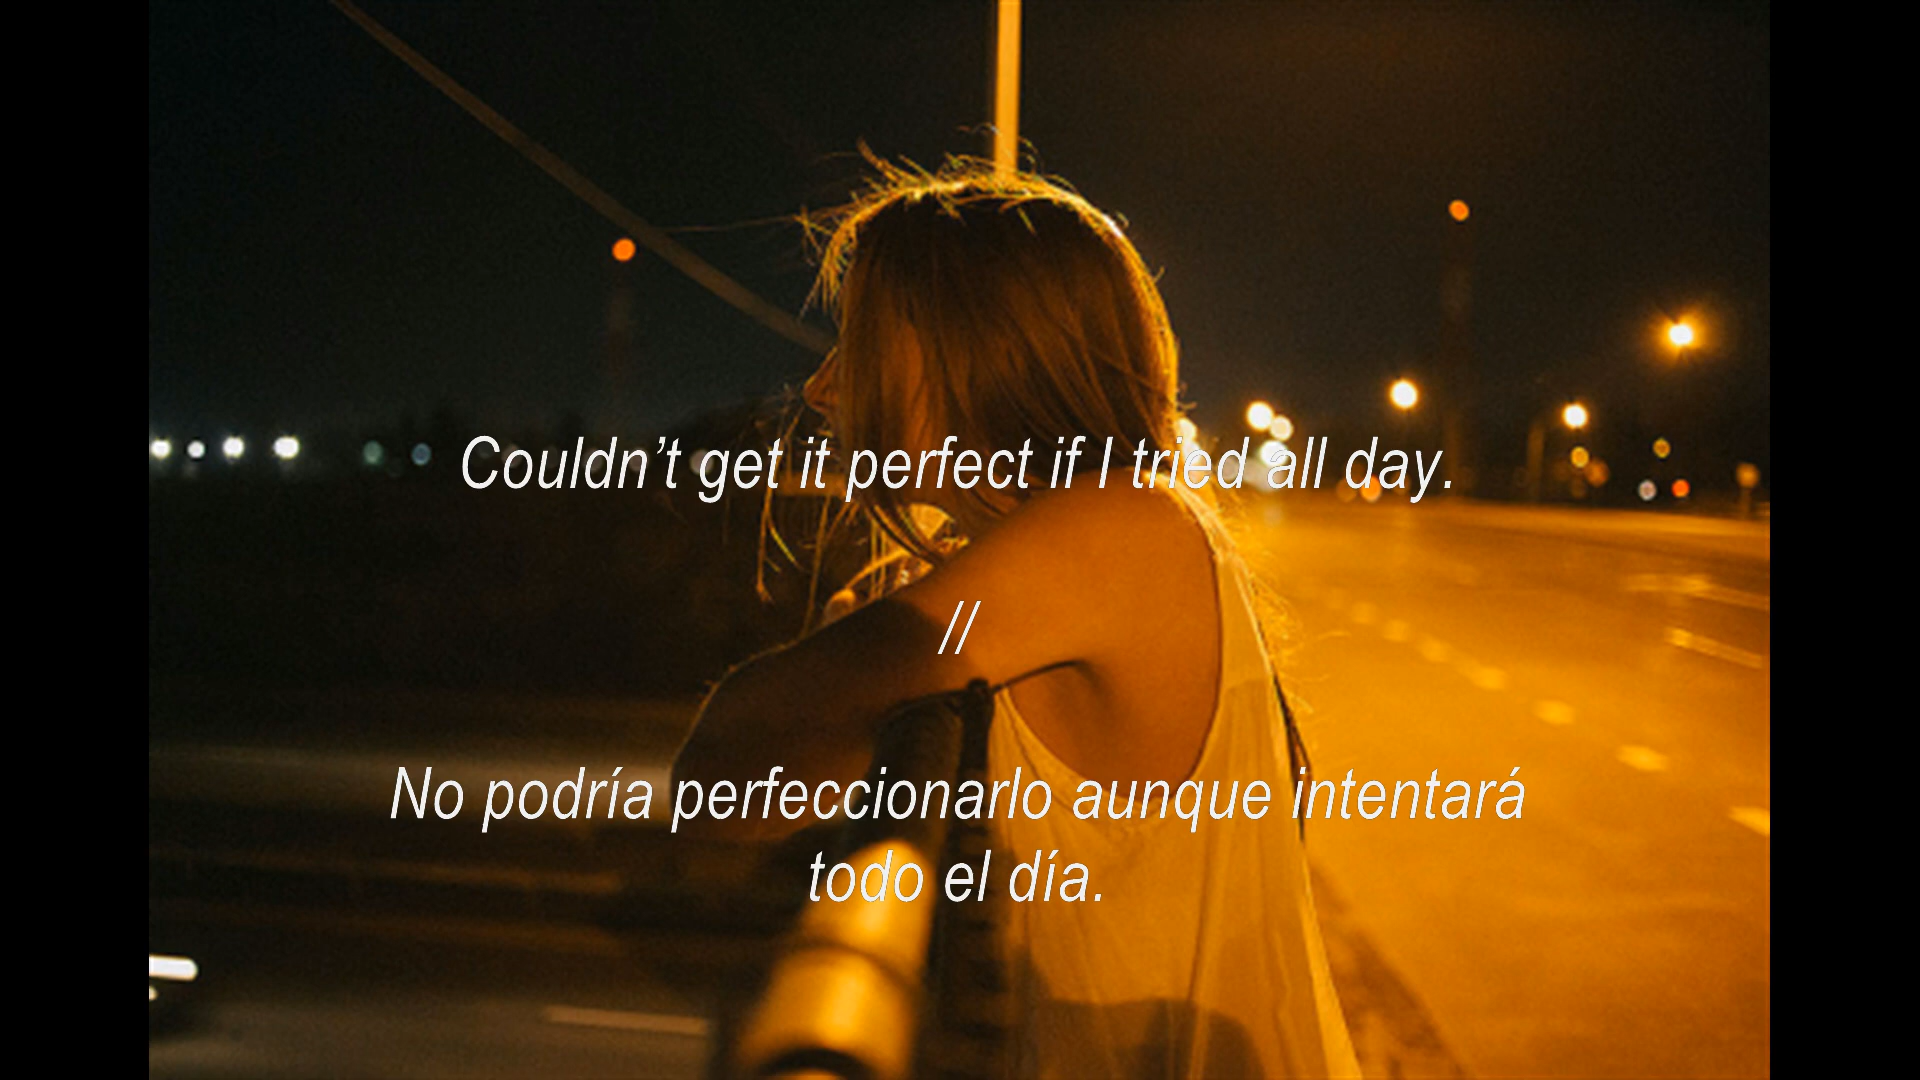 Couldn’t get it perfect if I tried all day.
//
No podría perfeccionarlo aunque intentará
todo el día.